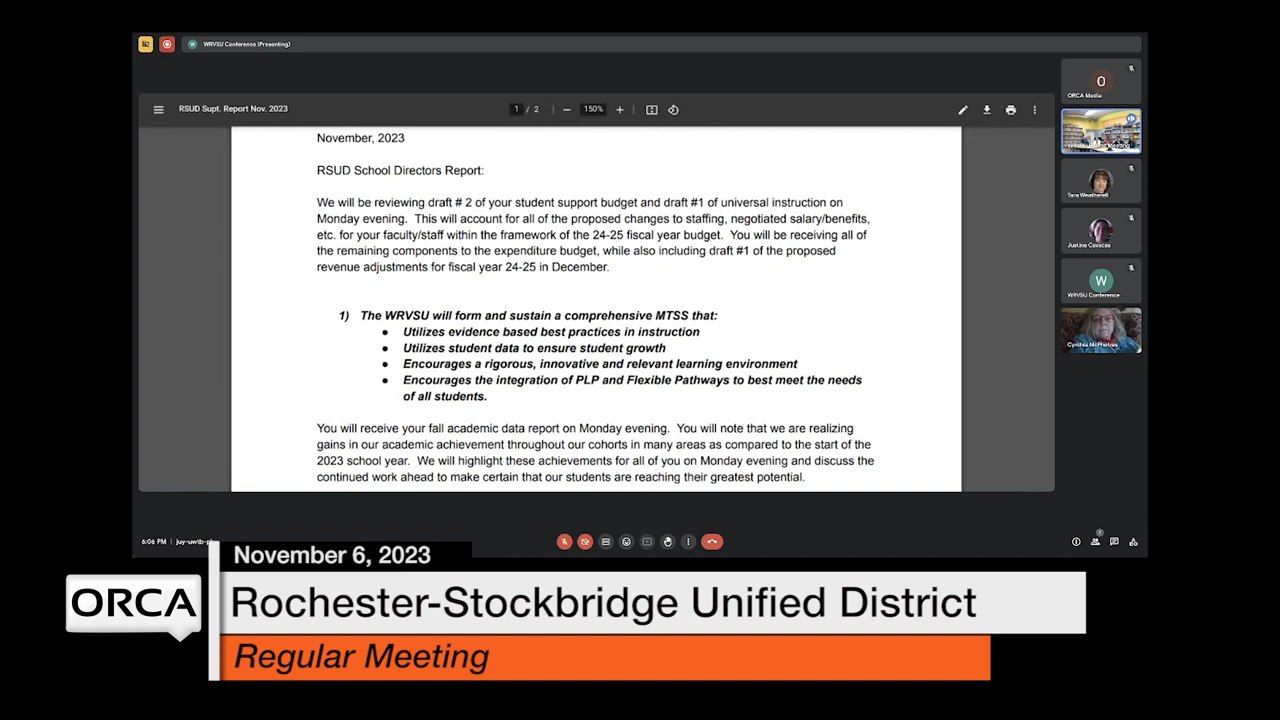 WRVSU Conference (Presenting)
O
ORCA Media
RSUD Supt. Report Nov. 2023
1 / 2
150%
November, 2023
RSUD School Directors Report:
We will be reviewing draft # 2 of your student support budget and draft #1 of universal instruction on
Monday evening. This will account for all of the proposed changes to staffing, negotiated salary/benefits,
etc. for your faculty/staff within the framework of the 24-25 fiscal year budget. You will be receiving all of
the remaining components to the expenditure budget, while also including draft #1 of the proposed
revenue adjustments for fiscal year 24-25 in December.
1) The WRVSU will form and sustain a comprehensive MTSS that:
● Utilizes evidence based best practices in instruction
● Utilizes student data to ensure student growth
● Encourages a rigorous, innovative and relevant learning environment
● Encourages the integration of PLP and Flexible Pathways to best meet the needs
of all students.
You will receive your fall academic data report on Monday evening. You will note that we are realizing
gains in our academic achievement throughout our cohorts in many areas as compared to the start of the
2023 school year. We will highlight these achievements for all of you on Monday evening and discuss the
continued work ahead to make certain that our students are reaching their greatest potential.
Meeting
Tara Weatherell
Justine Cavacas
W
WRVSU Conference
Cynthia McPhetres
6:06 PM | juy-uwtb-
7
November 6, 2023
ORCA
Rochester-Stockbridge Unified District
Regular Meeting